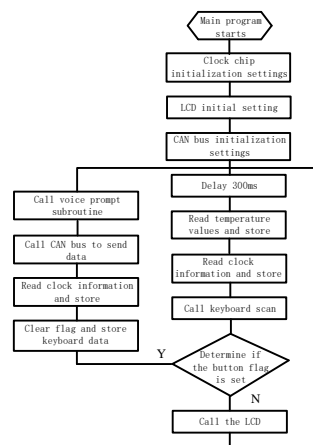 Main program
starts
Clock chip
initialization settings
LCD initial setting
CAN bus initialization
settings
Delay 300ms
Read temperature
values and store
Read clock
information and store
Call keyboard scan
Determine if
the button flag
is set
Y
N
Call the LCD
Call voice prompt
subroutine
Call CAN bus to send
data
Read clock information
and store
Clear flag and store
keyboard data